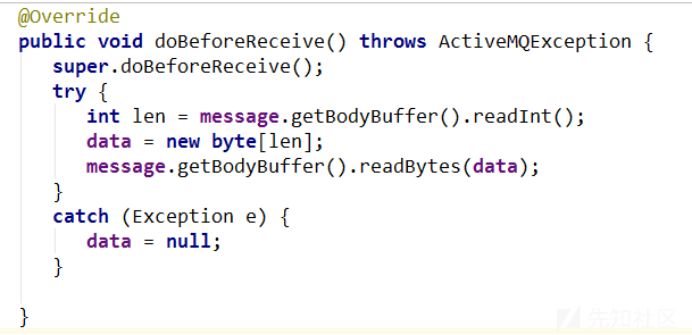 @Override
public void doBeforeReceive() throws ActiveMQException {
    super.doBeforeReceive();
    try {
        int len = message.getBodyBuffer().readInt();
        data = new byte[len];
        message.getBodyBuffer().readBytes(data);
    }
    catch (Exception e) {
        data = null;
    }
}
先知社区